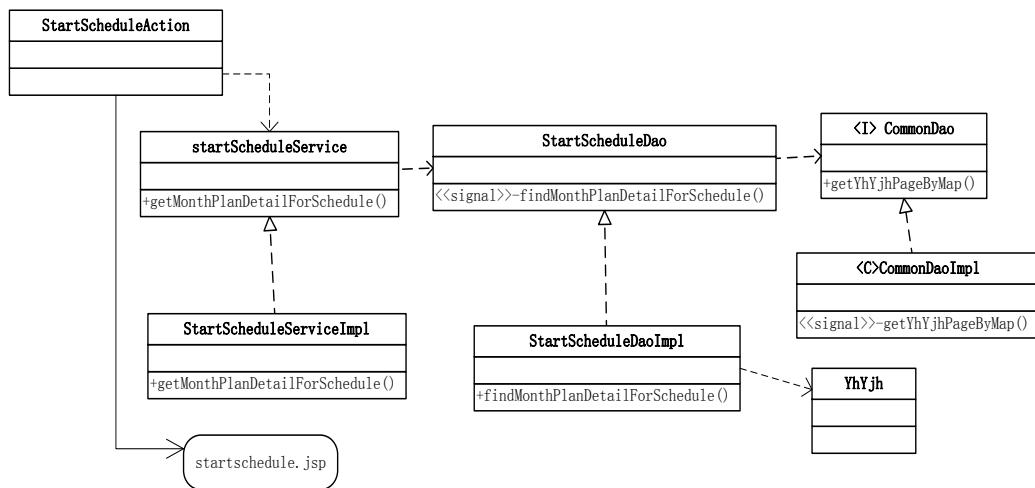 StartScheduleAction
startScheduleService
+getMonthPlanDetailForSchedule()
StartScheduleDao
<<signal>>-findMonthPlanDetailForSchedule()
<I> CommonDao
+getYhYjhPageByMap()
<C>CommonDaoImpl
<<signal>>-getYhYjhPageByMap()
StartScheduleServiceImpl
+getMonthPlanDetailForSchedule()
StartScheduleDaoImpl
+findMonthPlanDetailForSchedule()
YhYjh
startschedule.jsp